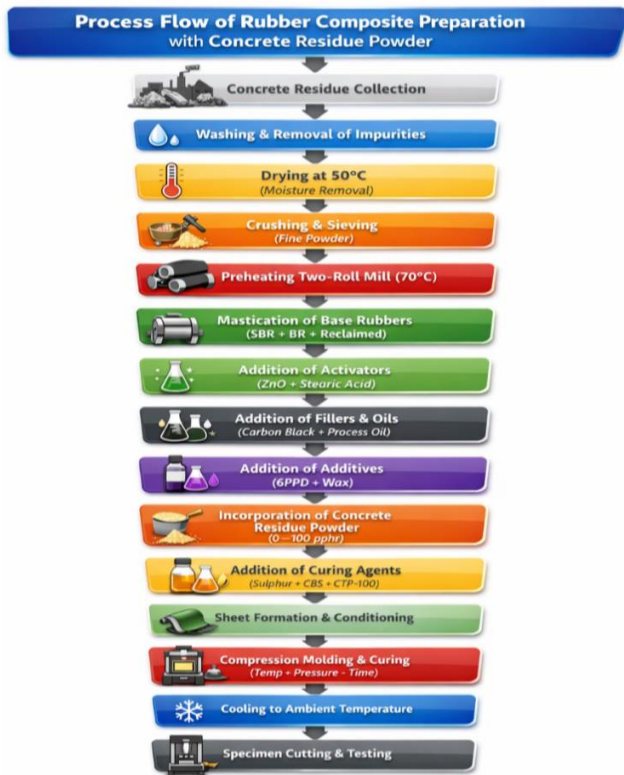 Process Flow of Rubber Composite Preparation
with Concrete Residue Powder
Concrete Residue Collection
Washing & Removal of Impurities
Drying at 50°C
(Moisture Removal)
Crushing & Sieving
(Fine Powder)
Preheating Two-Roll Mill (70°C)
Mastication of Base Rubbers
(SBR + BR + Reclaimed)
Addition of Activators
(ZnO + Stearic Acid)
Addition of Fillers & Oils
(Carbon Black + Process Oil)
Addition of Additives
(6PPD + Wax)
Incorporation of Concrete
Residue Powder
(0—100 pphr)
Addition of Curing Agents
(Sulphur + CBS + CTP-100)
Sheet Formation & Conditioning
Compression Molding & Curing
(Temp + Pressure - Time)
Cooling to Ambient Temperature
Specimen Cutting & Testing